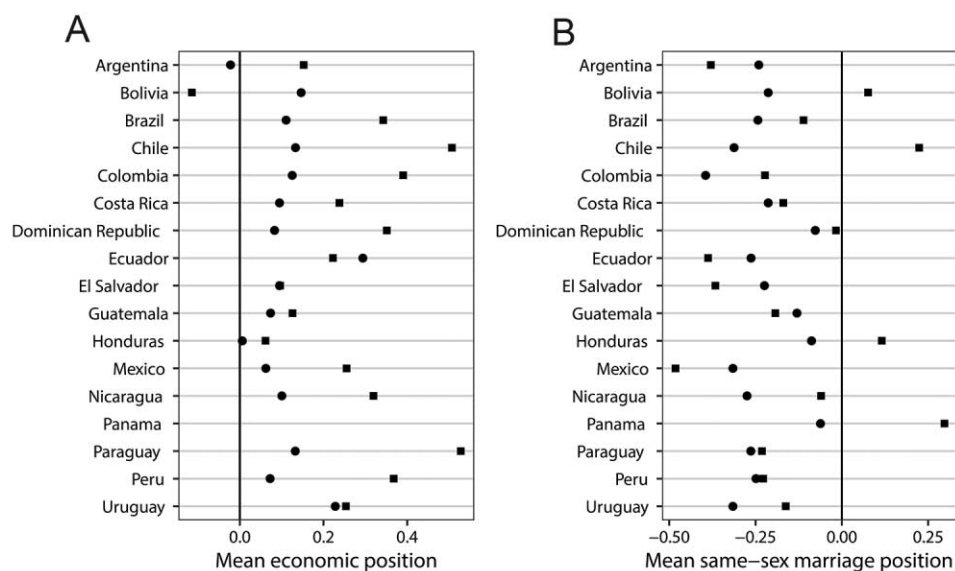 A
Argentina
Bolivia
Brazil
Chile
Colombia
Costa Rica
Dominican Republic
Ecuador
El Salvador
Guatemala
Honduras
Mexico
Nicaragua
Panama
Paraguay
Peru
Uruguay
0.0 0.2 0.4
Mean economic position
B
Argentina
Bolivia
Brazil
Chile
Colombia
Costa Rica
Dominican Republic
Ecuador
El Salvador
Guatemala
Honduras
Mexico
Nicaragua
Panama
Paraguay
Peru
Uruguay
−0.50 −0.25 0.00 0.25
Mean same−sex marriage position